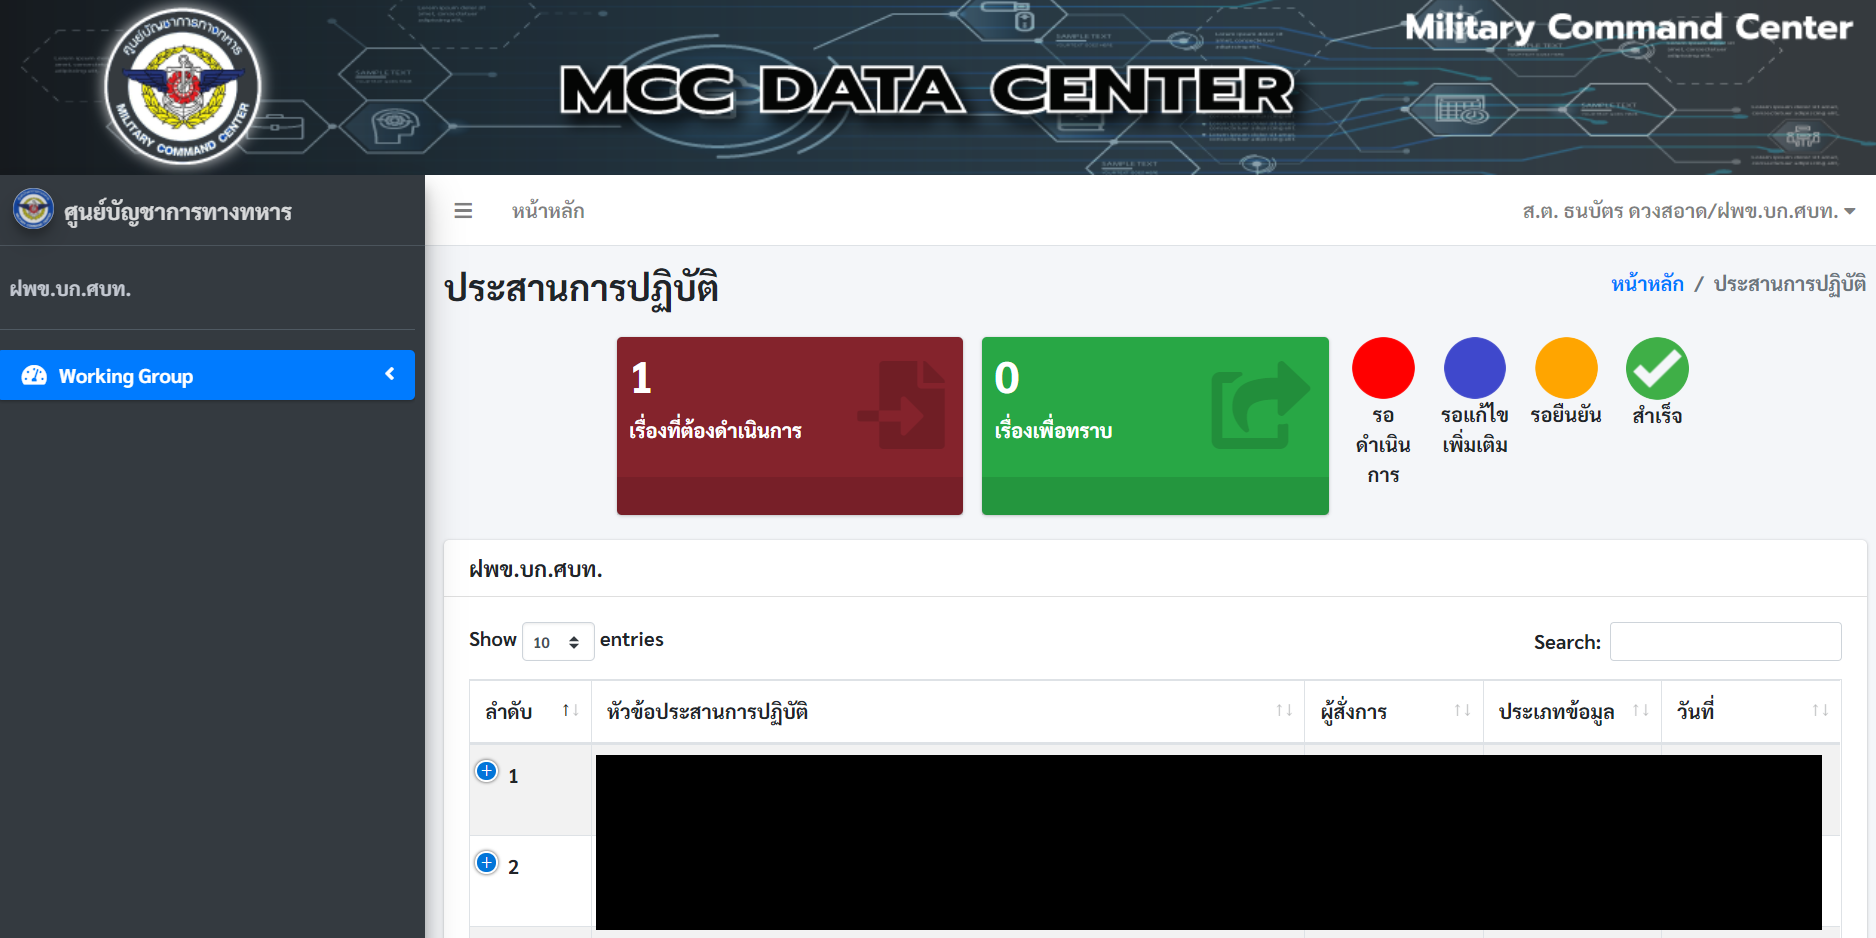 ศูนย์บัญชาการทางทหาร
MILITARY COMMAND CENTER
MCC DATA CENTER
Military Command Center
SAMPLE TEXT
SAMPLE TEXT
SAMPLE TEXT
SAMPLE TEXT
SAMPLE TEXT
ศูนย์บัญชาการทางทหาร
หน้าหลัก
ส.ต. ธนบัตร ดวงสอาด/ฝพข.บก.ศบท.
ฝพข.บก.ศบท.
ประสานการปฏิบัติ
หน้าหลัก / ประสานการปฏิบัติ
Working Group
1
เรื่องที่ต้องดำเนินการ
0
เรื่องเพื่อทราบ
รอ
ดำเนิน
การ
รอแก้ไข
เพิ่มเติม
รอยืนยัน
สำเร็จ
ฝพข.บก.ศบท.
Show 10 entries
Search:
ลำดับ หัวข้อประสานการปฏิบัติ ผู้สั่งการ ประเภทข้อมูล วันที่
1
2